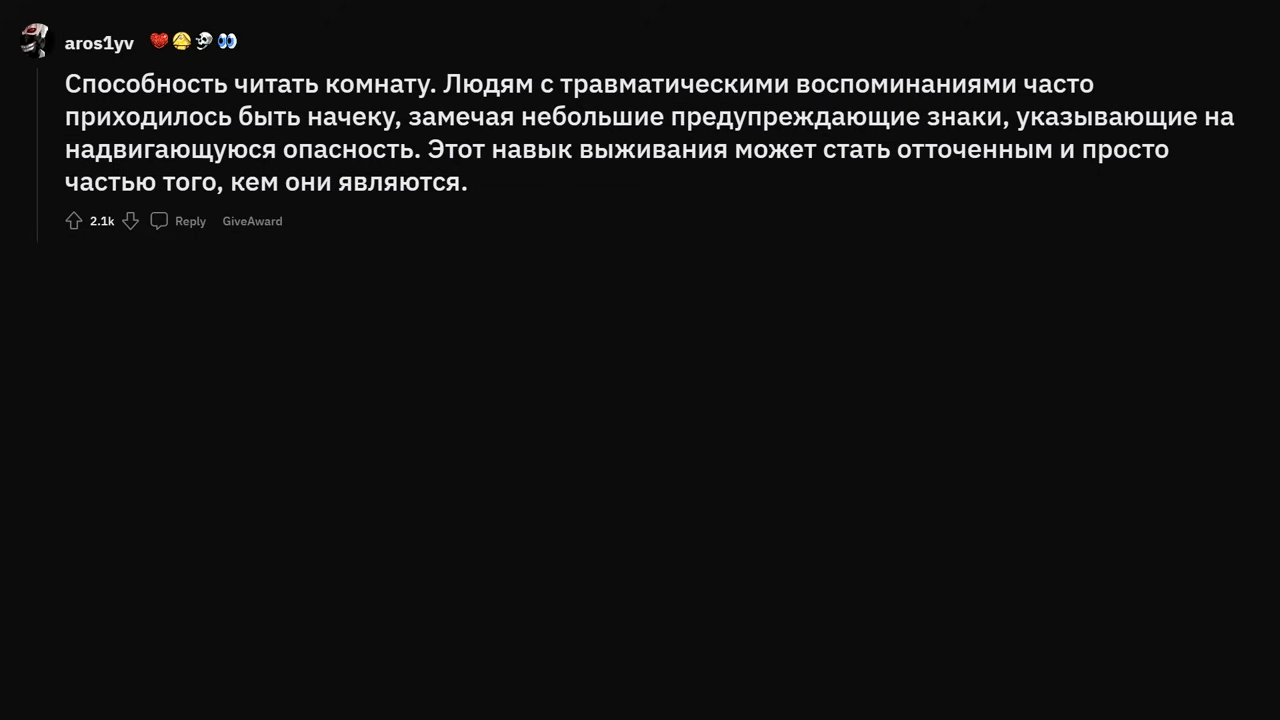 aros1yv
Способность читать комнату. Людям с травматическими воспоминаниями часто
приходилось быть начеку, замечая небольшие предупреждающие знаки, указывающие на
надвигающуюся опасность. Этот навык выживания может стать отточенным и просто
частью того, кем они являются.
2.1k Reply GiveAward